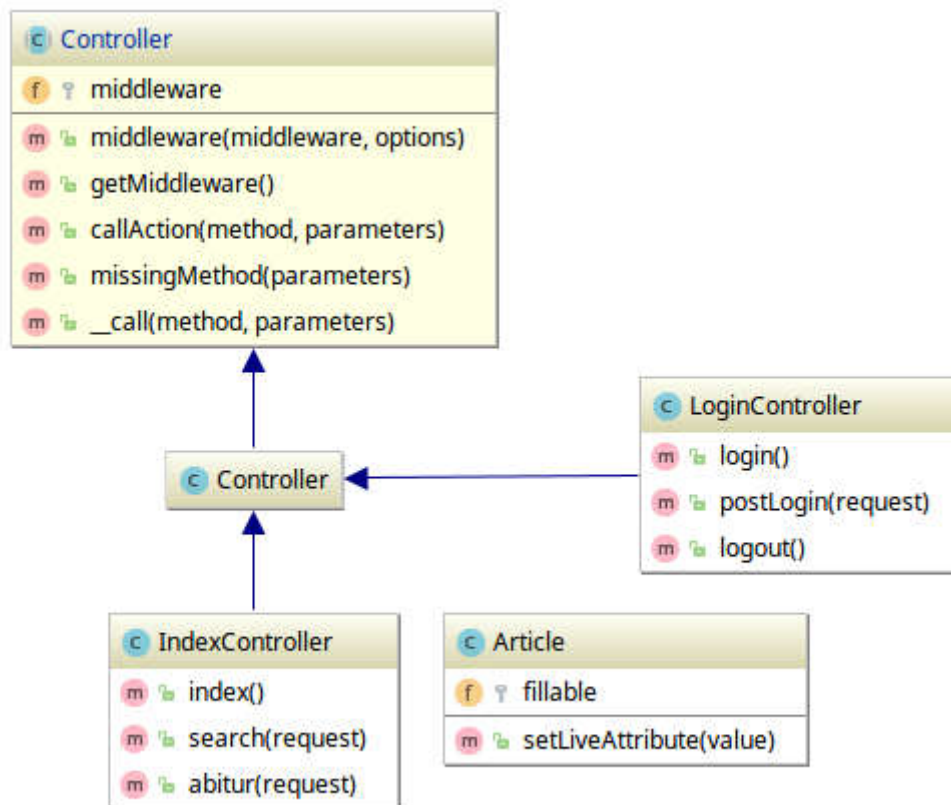 Controller
middleware
middleware(middleware, options)
getMiddleware()
callAction(method, parameters)
missingMethod(parameters)
__call(method, parameters)
Controller
LoginController
login()
postLogin(request)
logout()
IndexController
index()
search(request)
abitur(request)
Article
fillable
setLiveAttribute(value)